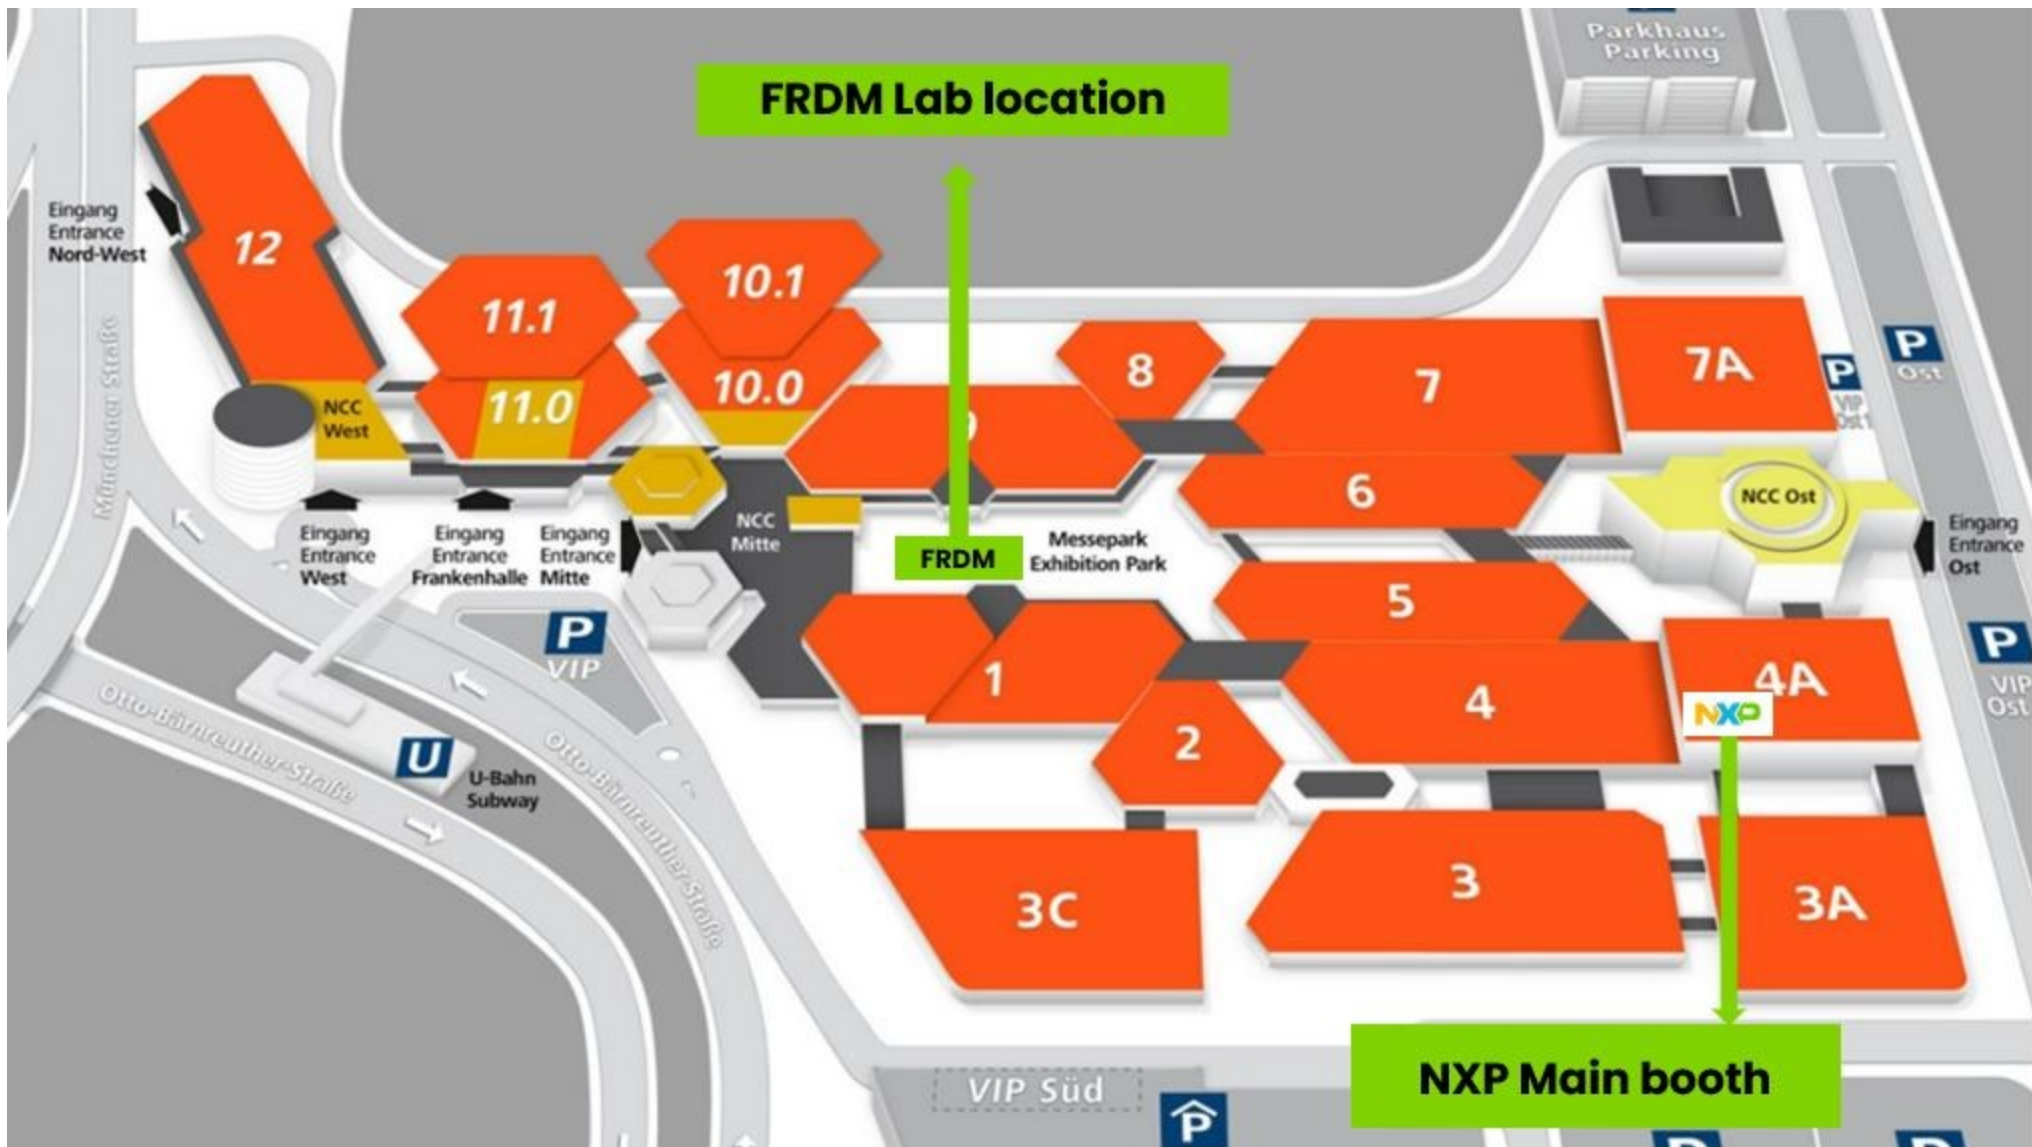 Parkhaus
Parking
FRDM Lab location
Eingang
Entrance
Nord-West
12
11.1
10.1
11.0
10.0
8
7
7A
P
Ost
P
VIP
Ost 1
NCC
West
6
NCC Ost
Münchener Straße
Eingang
Entrance
West
Eingang
Entrance
Frankenhalle
Eingang
Entrance
Mitte
NCC
Mitte
FRDM
Messepark
Exhibition Park
Eingang
Entrance
Ost
5
P
VIP
1
4
4A
NXP
P
VIP
Ost
2
Otto-Bärnreuther-Straße
Otto-Bärnreuther-Straße
U
U-Bahn
Subway
3C
3
3A
NXP Main booth
VIP Süd
P